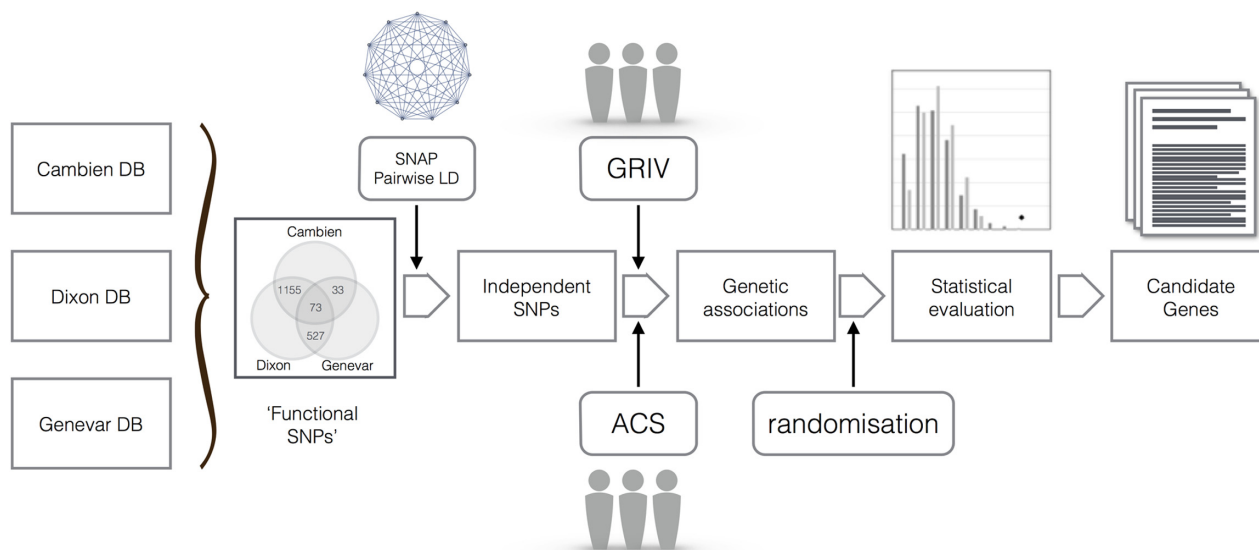 Cambien DB
Dixon DB
Genevar DB
Cambien
1155
33
73
527
Dixon
Genevar
'Functional
SNPs'
SNAP
Pairwise LD
Independent
SNPs
GRIV
ACS
Genetic
associations
randomisation
Statistical
evaluation
Candidate
Genes